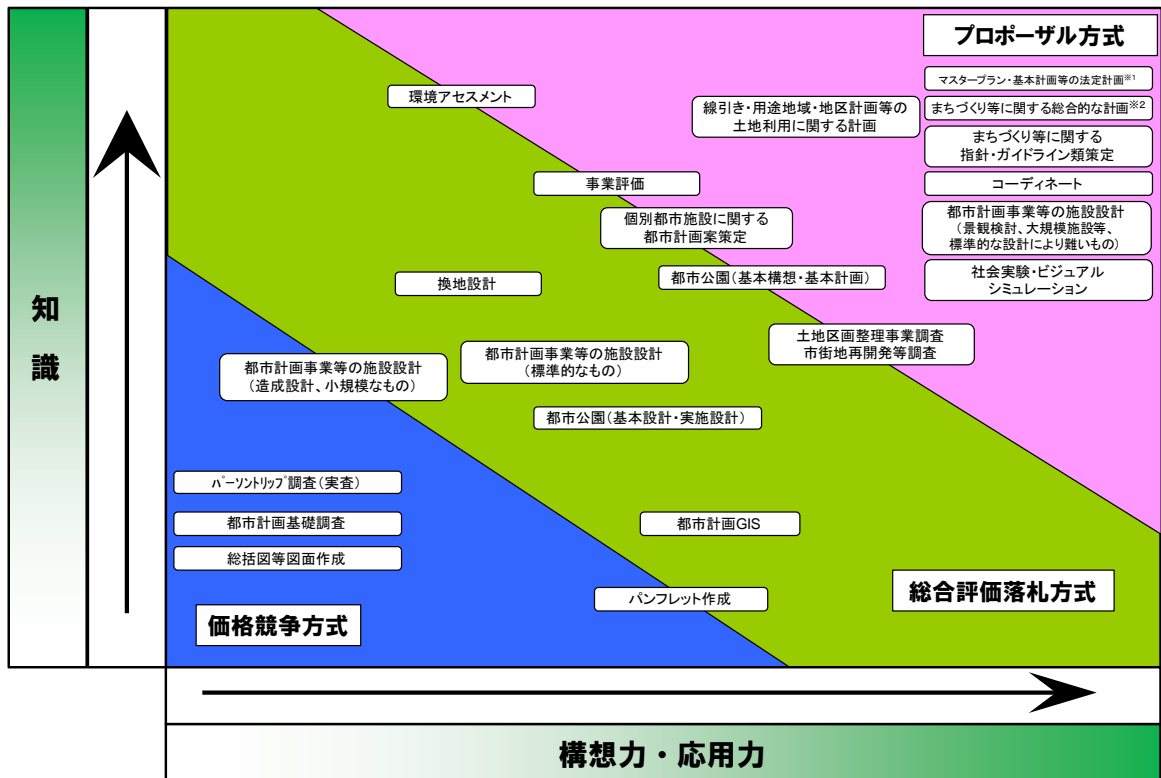 プロポーザル方式
マスタープラン・基本計画等の法定計画※1
環境アセスメント
線引き・用途地域・地区計画等の
土地利用に関する計画
まちづくり等に関する総合的な計画※2
まちづくり等に関する
指針・ガイドライン類策定
事業評価
コーディネート
個別都市施設に関する
都市計画案策定
都市計画事業等の施設設計
(景観検討、大規模施設等、
標準的な設計により難いもの)
換地設計
都市公園(基本構想・基本計画)
社会実験・ビジュアル
シミュレーション
知
識
土地区画整理事業調査
市街地再開発等調査
都市計画事業等の施設設計
(造成設計、小規模なもの)
都市計画事業等の施設設計
(標準的なもの)
都市公園(基本設計・実施設計)
パーソントリップ調査(実査)
都市計画基礎調査
都市計画GIS
総括図等図面作成
パンフレット作成
総合評価落札方式
価格競争方式
構想力・応用力